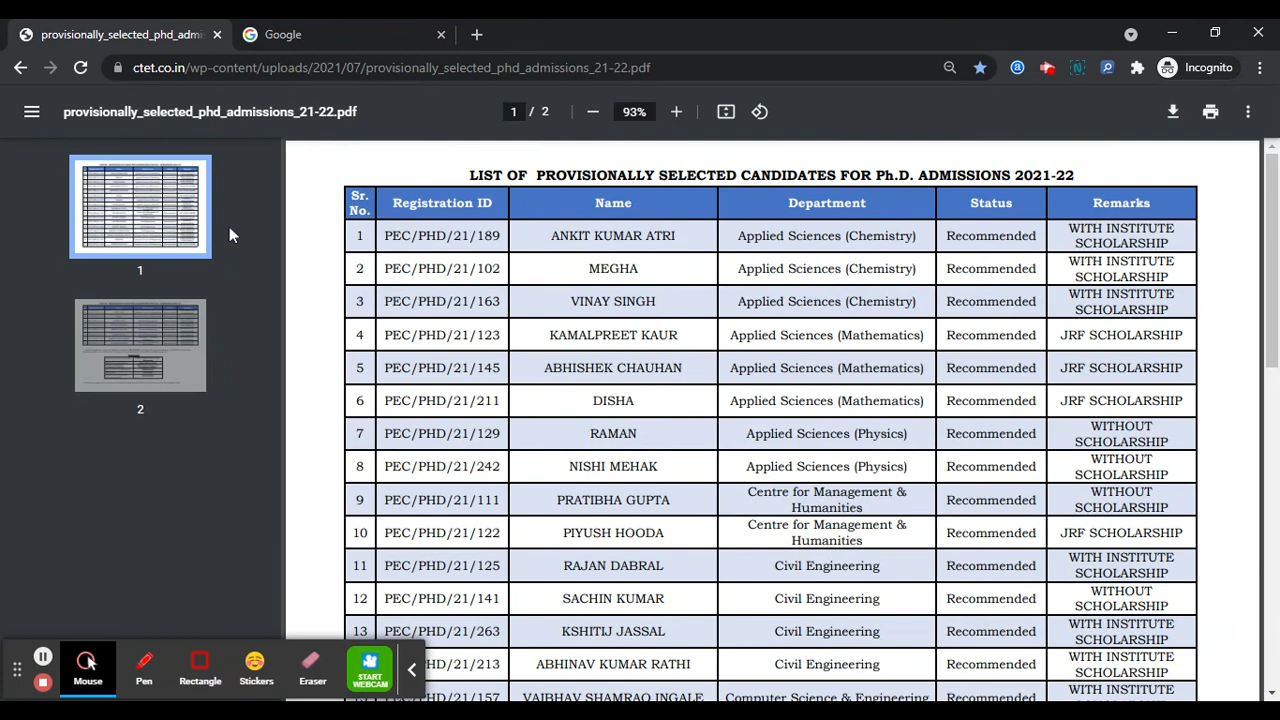 provisionally_selected_phd_admi
Google
ctet.co.in/wp-content/uploads/2021/07/provisionally_selected_phd_admissions_21-22.pdf
Incognito
provisionally_selected_phd_admissions_21-22.pdf
1 / 2
93%
1
2
LIST OF PROVISIONALLY SELECTED CANDIDATES FOR Ph.D. ADMISSIONS 2021-22
Sr. No. Registration ID Name Department Status Remarks
1 PEC/PHD/21/189 ANKIT KUMAR ATRI Applied Sciences (Chemistry) Recommended WITH INSTITUTE SCHOLARSHIP
2 PEC/PHD/21/102 MEGHA Applied Sciences (Chemistry) Recommended WITH INSTITUTE SCHOLARSHIP
3 PEC/PHD/21/163 VINAY SINGH Applied Sciences (Chemistry) Recommended WITH INSTITUTE SCHOLARSHIP
4 PEC/PHD/21/123 KAMALPREET KAUR Applied Sciences (Mathematics) Recommended JRF SCHOLARSHIP
5 PEC/PHD/21/145 ABHISHEK CHAUHAN Applied Sciences (Mathematics) Recommended JRF SCHOLARSHIP
6 PEC/PHD/21/211 DISHA Applied Sciences (Mathematics) Recommended JRF SCHOLARSHIP
7 PEC/PHD/21/129 RAMAN Applied Sciences (Physics) Recommended WITHOUT SCHOLARSHIP
8 PEC/PHD/21/242 NISHI MEHAK Applied Sciences (Physics) Recommended WITHOUT SCHOLARSHIP
9 PEC/PHD/21/111 PRATIBHA GUPTA Centre for Management & Humanities Recommended WITHOUT SCHOLARSHIP
10 PEC/PHD/21/122 PIYUSH HOODA Centre for Management & Humanities Recommended JRF SCHOLARSHIP
11 PEC/PHD/21/125 RAJAN DABRAL Civil Engineering Recommended WITH INSTITUTE SCHOLARSHIP
12 PEC/PHD/21/141 SACHIN KUMAR Civil Engineering Recommended WITHOUT SCHOLARSHIP
13 PEC/PHD/21/263 KSHITIJ JASSAL Civil Engineering Recommended WITH INSTITUTE SCHOLARSHIP
/PHD/21/213 ABHINAV KUMAR RATHI Civil Engineering Recommended WITH INSTITUTE SCHOLARSHIP
/PHD/21/157 VAIBHAV SHAMRAO INGALE Computer Science & Engineering Recommended WITH INSTITUTE
Mouse
Pen
Rectangle
Stickers
Eraser
START
WEBCAM